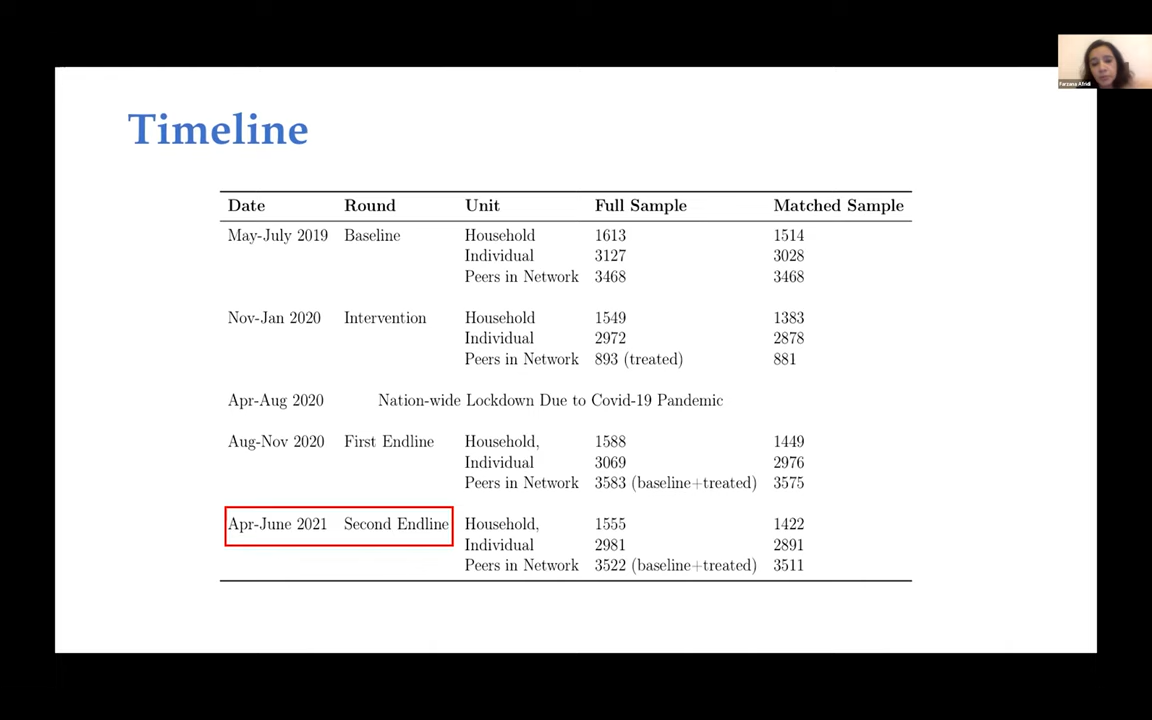 Farzana Afridi
Timeline
Date Round Unit Full Sample Matched Sample
May-July 2019 Baseline Household 1613 1514
Individual 3127 3028
Peers in Network 3468 3468
Nov-Jan 2020 Intervention Household 1549 1383
Individual 2972 2878
Peers in Network 893 (treated) 881
Apr-Aug 2020 Nation-wide Lockdown Due to Covid-19 Pandemic
Aug-Nov 2020 First Endline Household, 1588 1449
Individual 3069 2976
Peers in Network 3583 (baseline+treated) 3575
Apr-June 2021 Second Endline Household, 1555 1422
Individual 2981 2891
Peers in Network 3522 (baseline+treated) 3511